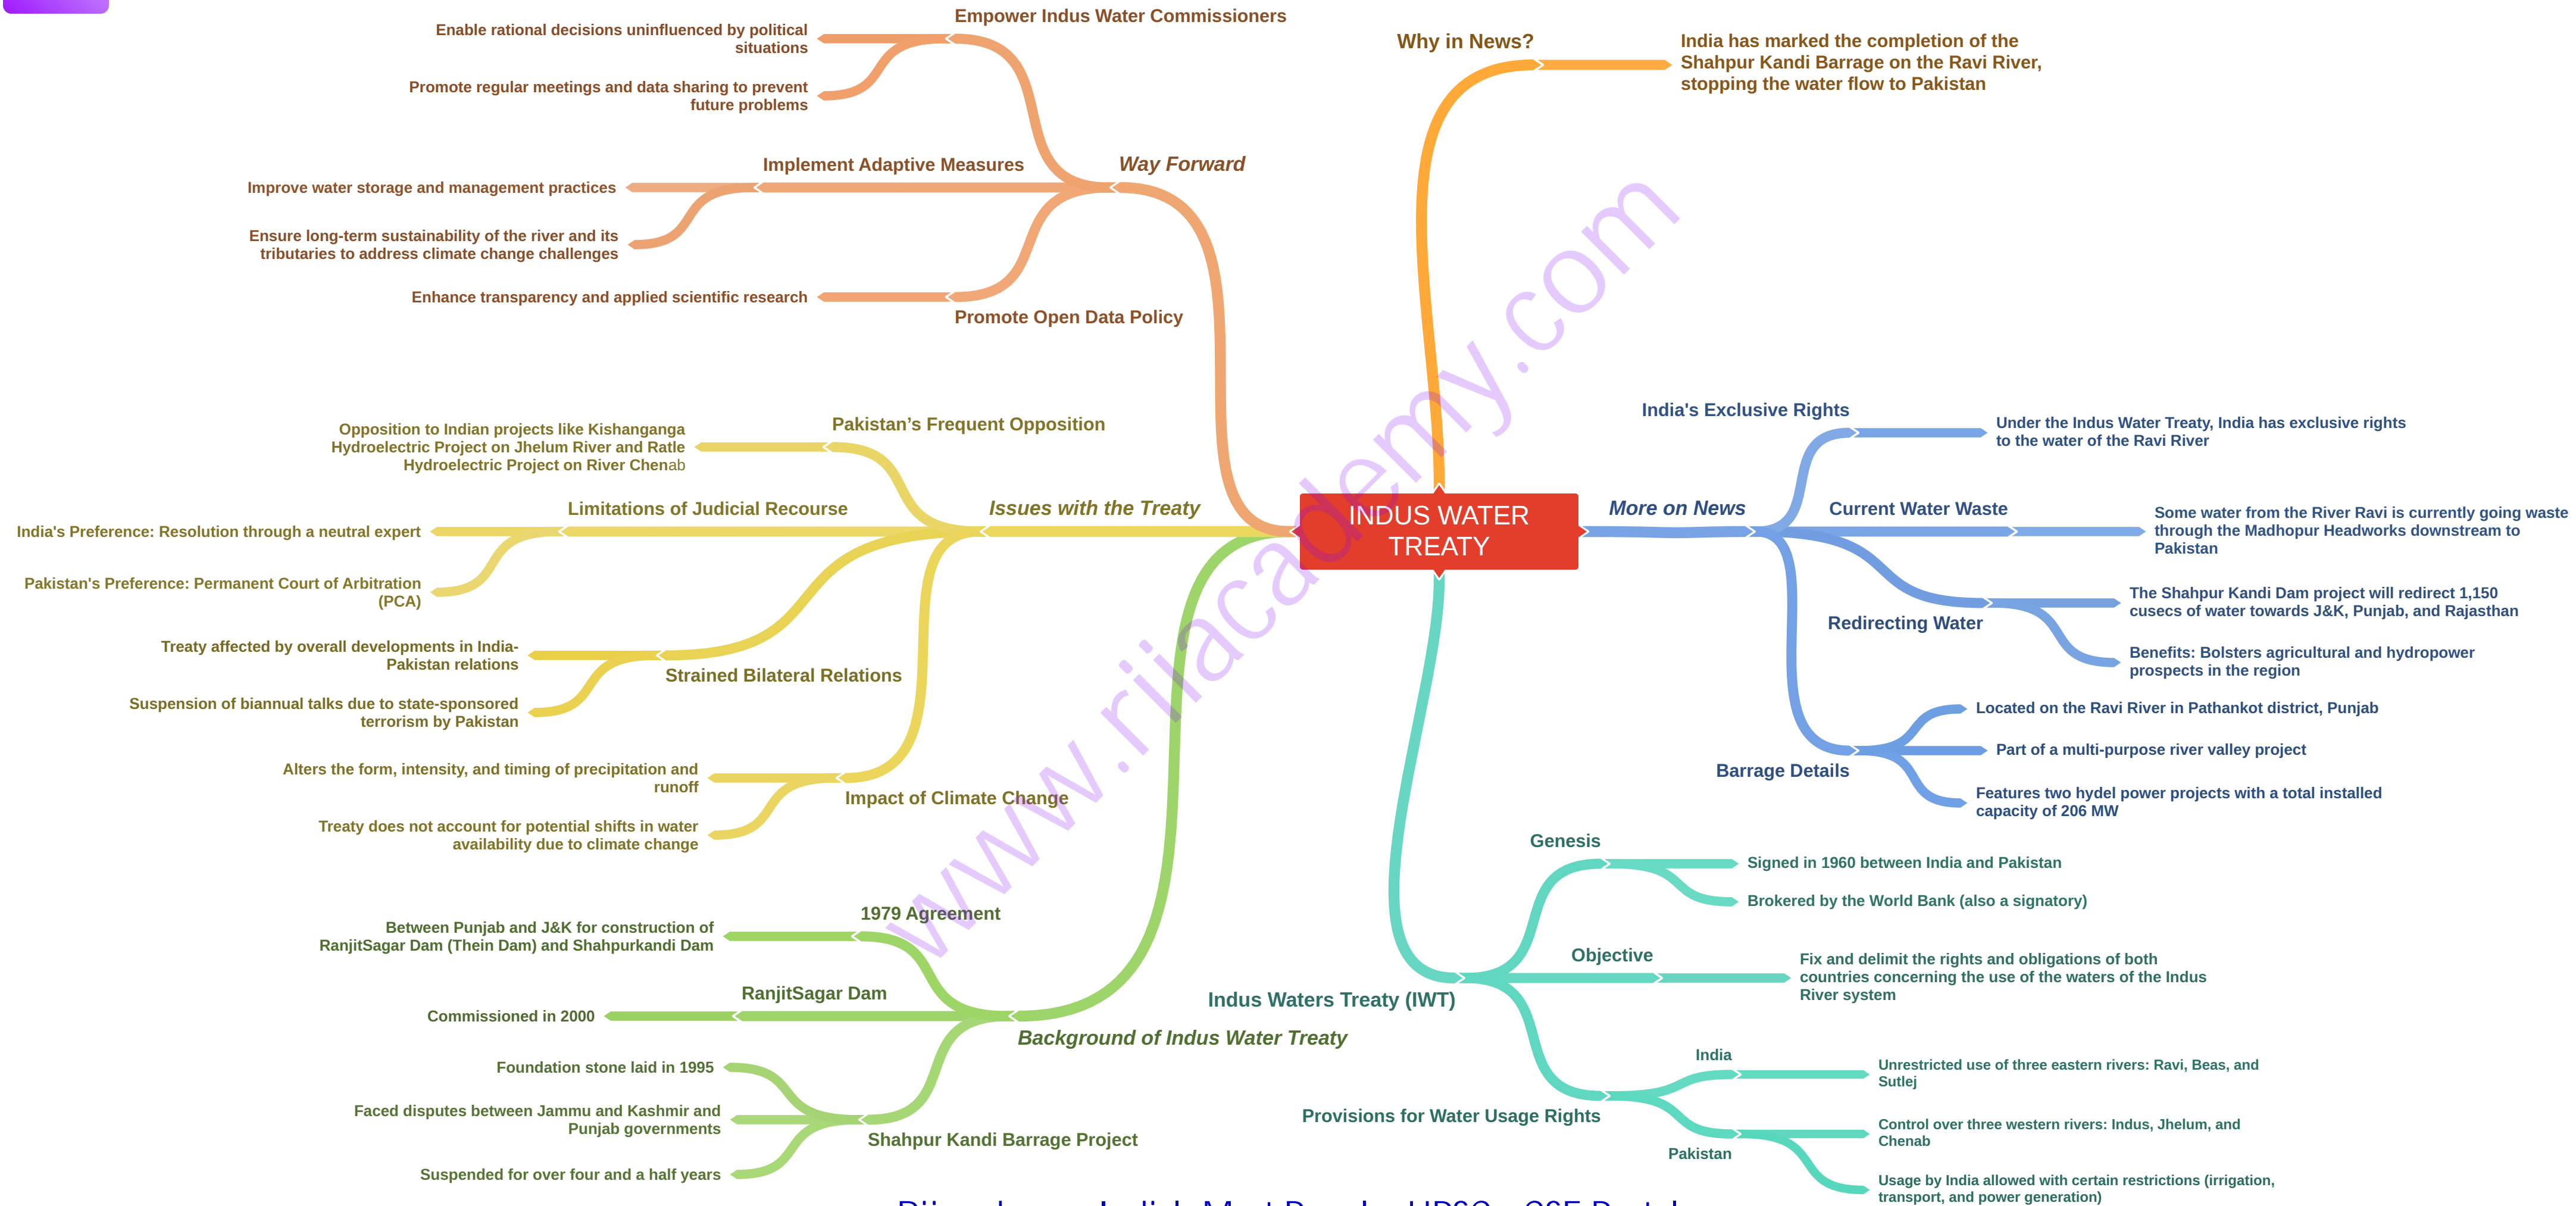 INDUS WATER
TREATY
Why in News?
India has marked the completion of the
Shahpur Kandi Barrage on the Ravi River,
stopping the water flow to Pakistan
More on News
India's Exclusive Rights
Under the Indus Water Treaty, India has exclusive rights
to the water of the Ravi River
Current Water Waste
Some water from the River Ravi is currently going waste
through the Madhopur Headworks downstream to
Pakistan
Redirecting Water
The Shahpur Kandi Dam project will redirect 1,150
cusecs of water towards J&K, Punjab, and Rajasthan
Benefits: Bolsters agricultural and hydropower
prospects in the region
Barrage Details
Located on the Ravi River in Pathankot district, Punjab
Part of a multi-purpose river valley project
Features two hydel power projects with a total installed
capacity of 206 MW
Indus Waters Treaty (IWT)
Genesis
Signed in 1960 between India and Pakistan
Brokered by the World Bank (also a signatory)
Objective
Fix and delimit the rights and obligations of both
countries concerning the use of the waters of the Indus
River system
Provisions for Water Usage Rights
India
Unrestricted use of three eastern rivers: Ravi, Beas, and
Sutlej
Pakistan
Control over three western rivers: Indus, Jhelum, and
Chenab
Usage by India allowed with certain restrictions (irrigation,
transport, and power generation)
Background of Indus Water Treaty
1979 Agreement
Between Punjab and J&K for construction of
RanjitSagar Dam (Thein Dam) and Shahpurkandi Dam
RanjitSagar Dam
Commissioned in 2000
Shahpur Kandi Barrage Project
Foundation stone laid in 1995
Faced disputes between Jammu and Kashmir and
Punjab governments
Suspended for over four and a half years
Issues with the Treaty
Pakistan’s Frequent Opposition
Opposition to Indian projects like Kishanganga
Hydroelectric Project on Jhelum River and Ratle
Hydroelectric Project on River Chenab
Limitations of Judicial Recourse
India's Preference: Resolution through a neutral expert
Pakistan's Preference: Permanent Court of Arbitration
(PCA)
Strained Bilateral Relations
Treaty affected by overall developments in India-
Pakistan relations
Suspension of biannual talks due to state-sponsored
terrorism by Pakistan
Impact of Climate Change
Alters the form, intensity, and timing of precipitation and
runoff
Treaty does not account for potential shifts in water
availability due to climate change
Way Forward
Empower Indus Water Commissioners
Enable rational decisions uninfluenced by political
situations
Promote regular meetings and data sharing to prevent
future problems
Implement Adaptive Measures
Improve water storage and management practices
Ensure long-term sustainability of the river and its
tributaries to address climate change challenges
Promote Open Data Policy
Enhance transparency and applied scientific research
www.rijiacademy.com